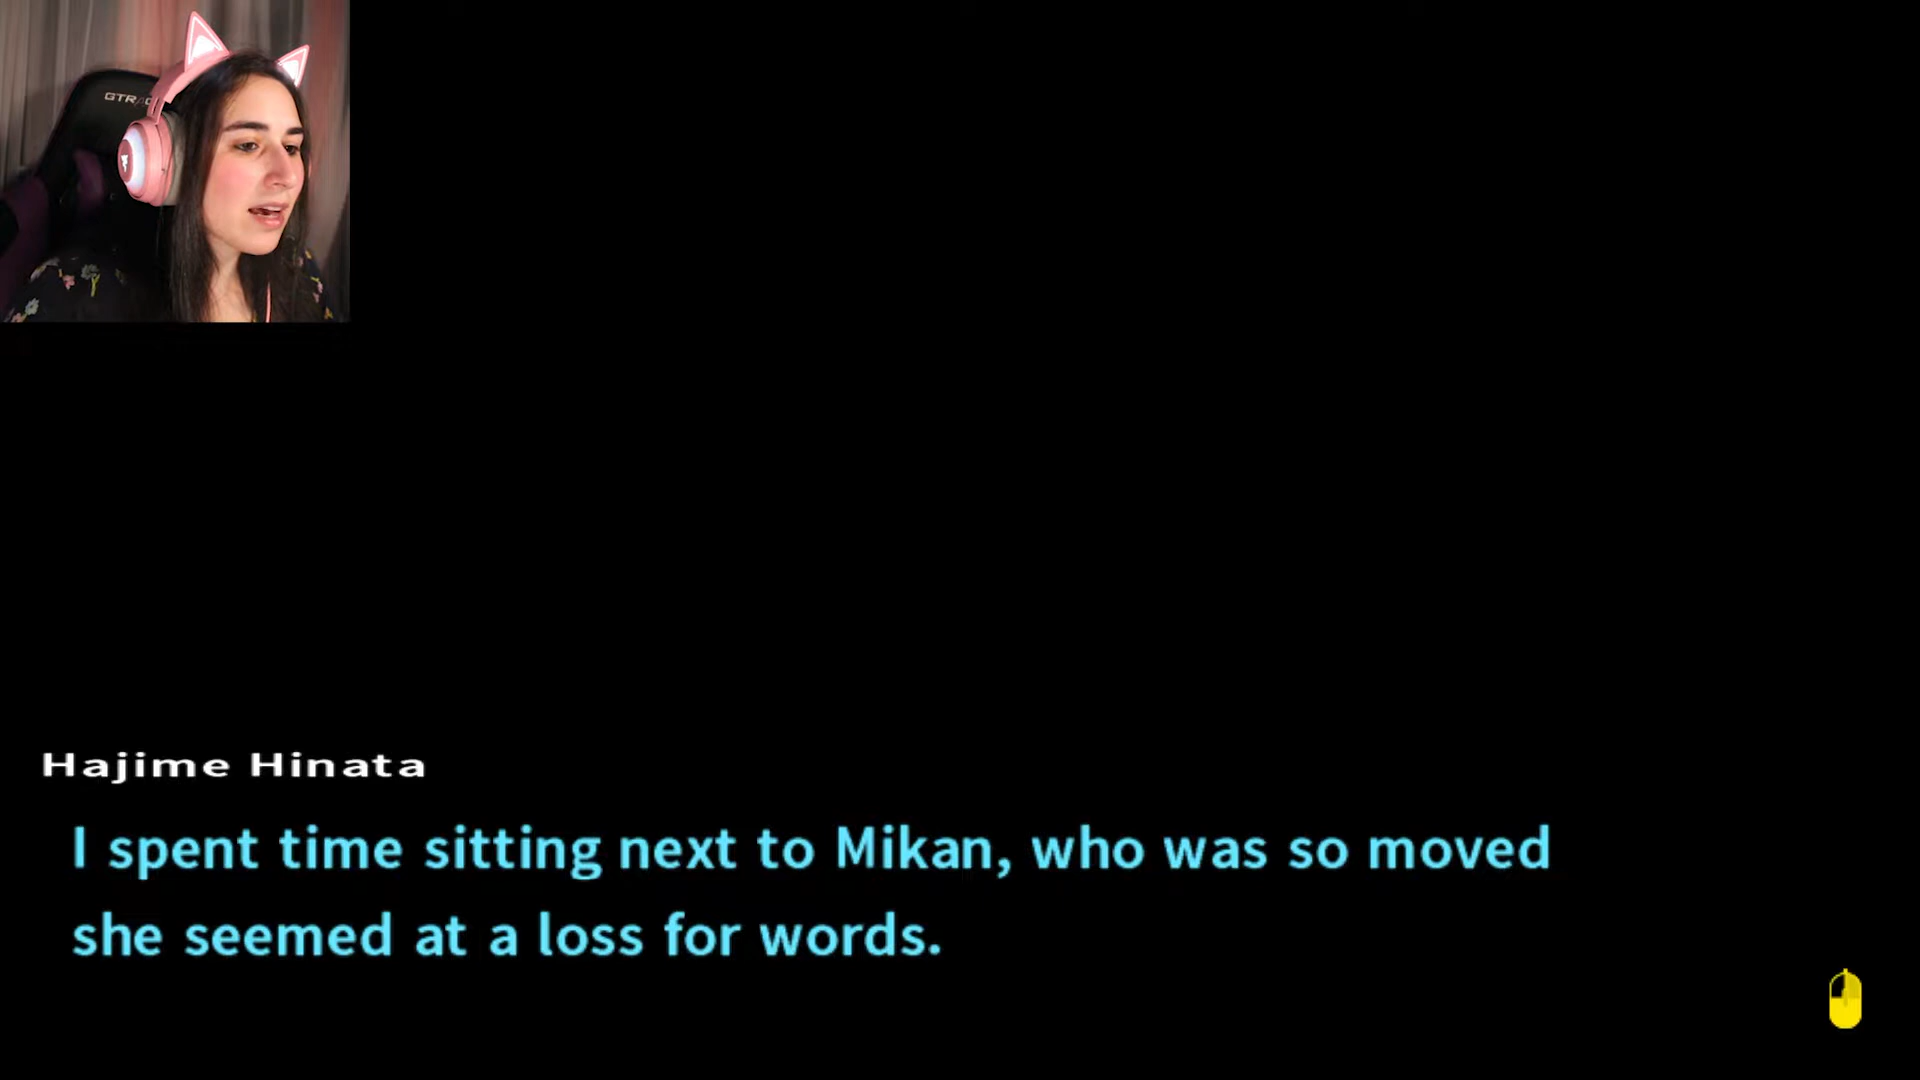 GTR
Hajime Hinata
I spent time sitting next to Mikan, who was so moved
she seemed at a loss for words.